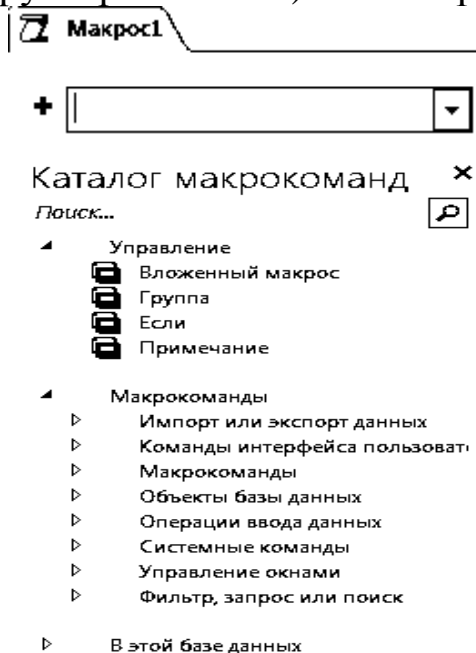 Макрос1
Каталог макрокоманд
Поиск...
Управление
Вложенный макрос
Группа
Если
Примечание
Макрокоманды
Импорт или экспорт данных
Команды интерфейса пользоват
Макрокоманды
Объекты базы данных
Операции ввода данных
Системные команды
Управление окнами
Фильтр, запрос или поиск
В этой базе данных